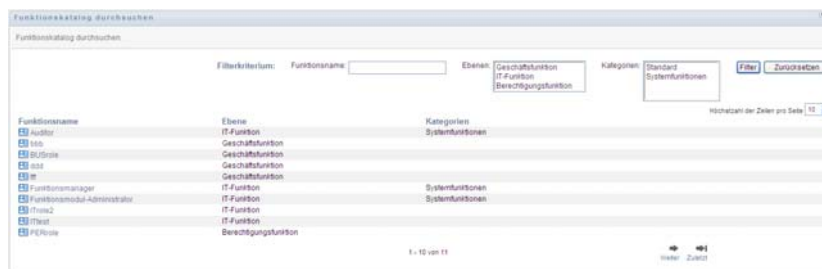 Funktionskatalog durchsuchen
Funktionskatalog durchsuchen
Filterkriterium: Funktionsname: Ebenen: Geschäftsfunktion Kategorien: Standard Filter Zurücksetzen
IT-Funktion Systemfunktionen
Berechtigungsfunktion
Höchstzahl der Zeilen pro Seite 10
Funktionsname Ebene Kategorien
Auditor IT-Funktion Systemfunktionen
bbb Geschäftsfunktion
BUSrole Geschäftsfunktion
ddd Geschäftsfunktion
fff Geschäftsfunktion
Funktionsmanager IT-Funktion Systemfunktionen
Funktionsmodul-Administrator IT-Funktion Systemfunktionen
ITrole2 IT-Funktion
ITtest IT-Funktion
PERrole Berechtigungsfunktion
1 - 10 von 11
Weiter Zuletzt